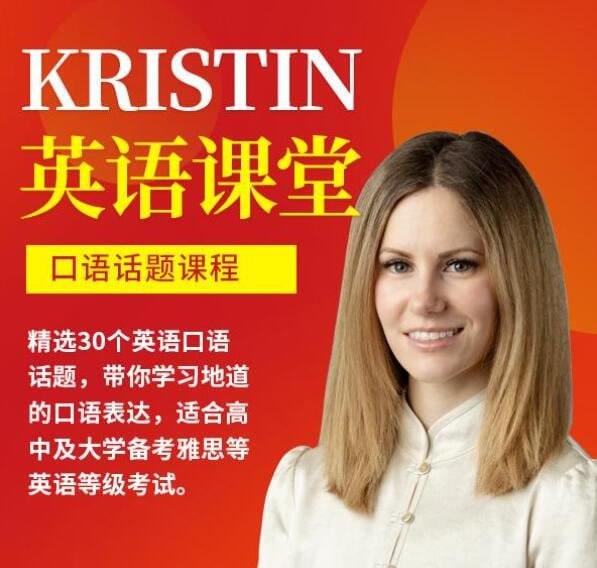 KRISTIN
英语课堂
口语话题课程
精选30个英语口语
话题，带你学习地道
的口语表达，适合高
中及大学备考雅思等
英语等级考试。